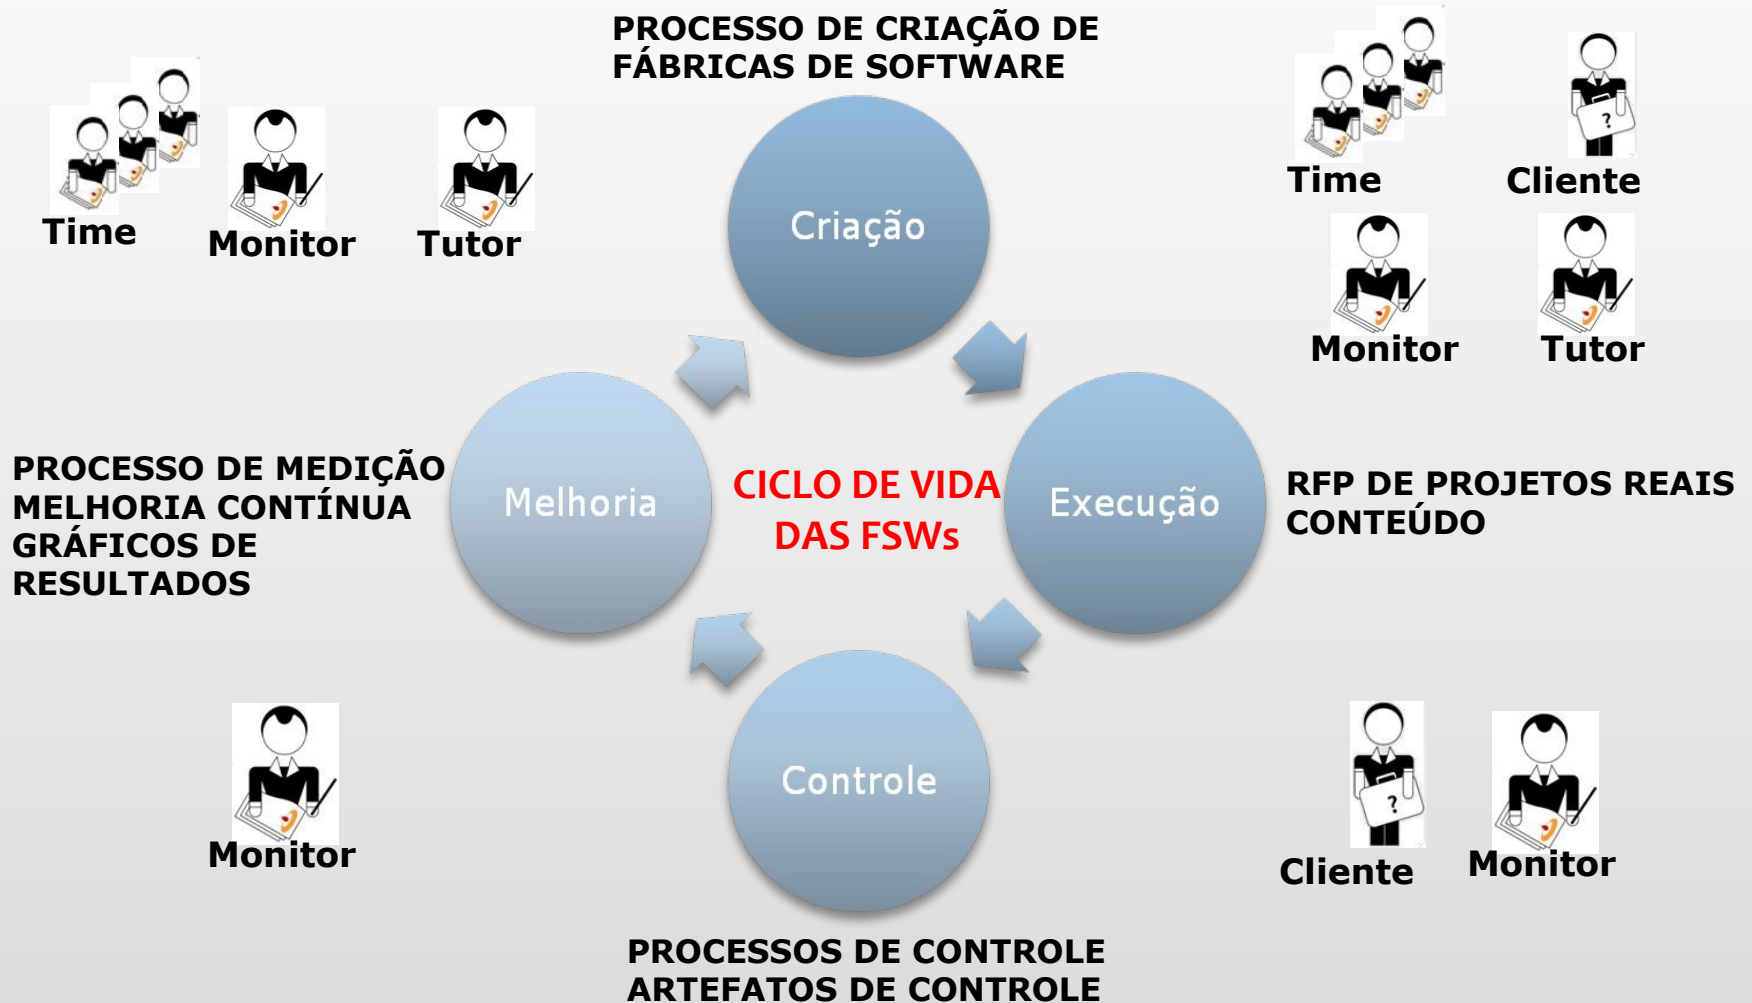 PROCESSO DE CRIAÇÃO DE
FÁBRICAS DE SOFTWARE
Time
Monitor
Tutor
Criação
Time
Cliente
Monitor
Tutor
PROCESSO DE MEDIÇÃO
MELHORIA CONTÍNUA
GRÁFICOS DE
RESULTADOS
Melhoria
CICLO DE VIDA
DAS FSWs
Execução
RFP DE PROJETOS REAIS
CONTEÚDO
Monitor
Controle
?
Cliente
?
Monitor
PROCESSOS DE CONTROLE
ARTEFATOS DE CONTROLE